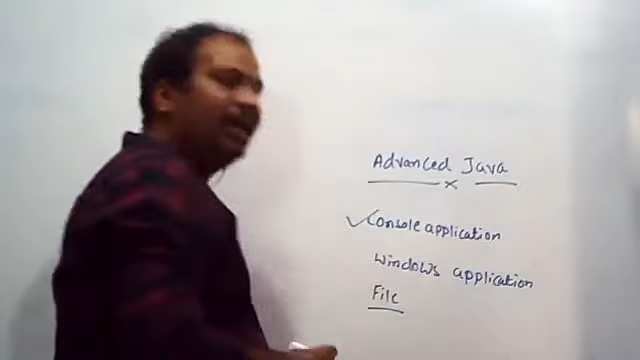 Advanced Java
Console application
Windows application
File